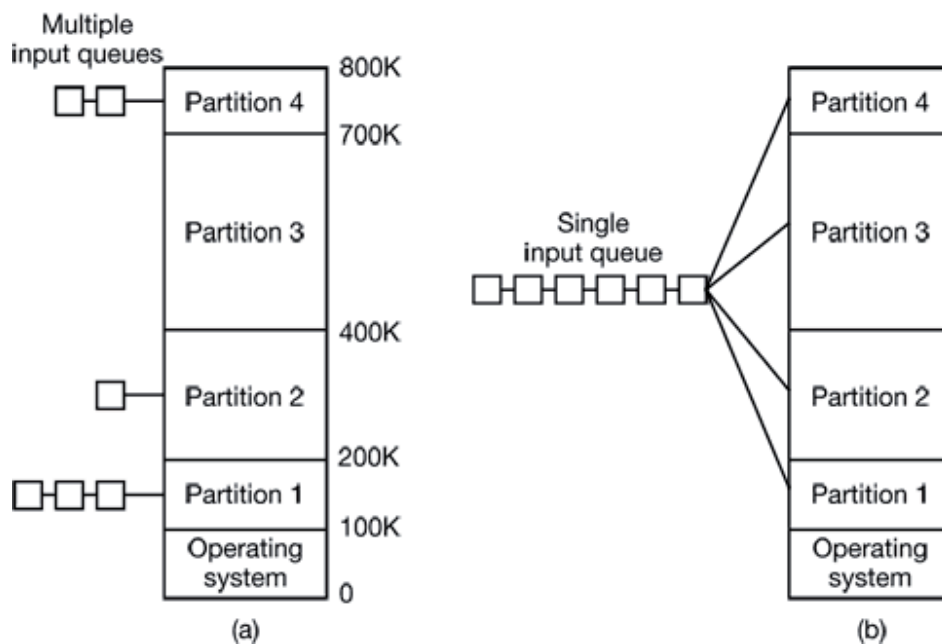 Multiple
input queues
800K
Partition 4
700K
Partition 3
400K
Partition 2
200K
Partition 1
100K
Operating
system
0
(a)
Single
input queue
Partition 4
Partition 3
Partition 2
Partition 1
Operating
system
(b)